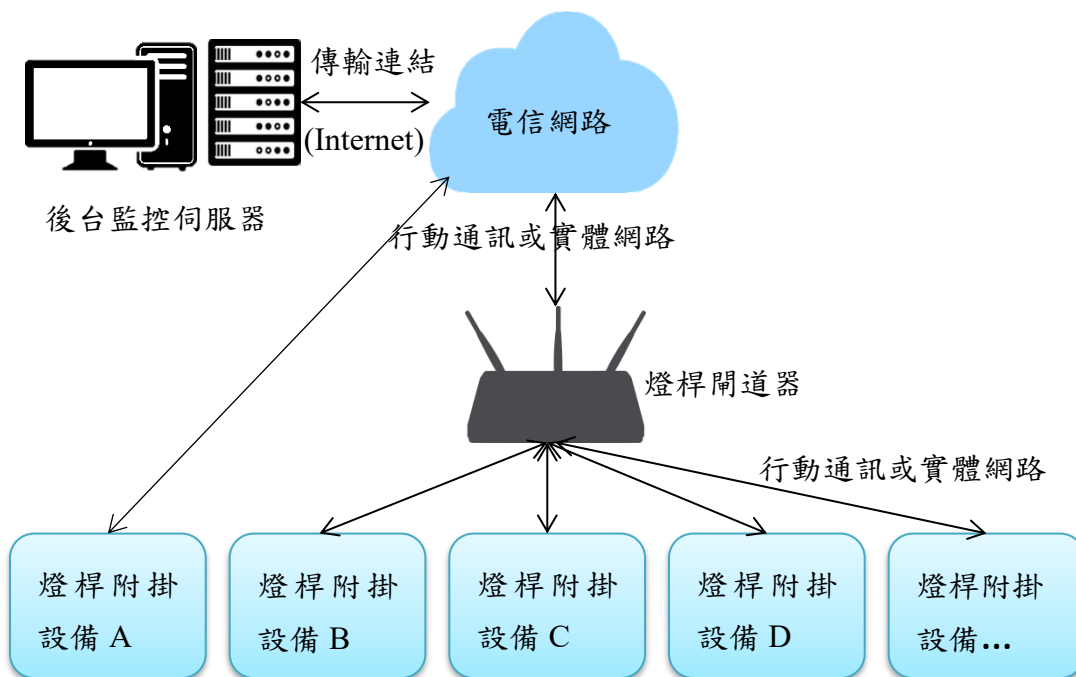 傳輸連結
(Internet)
電信網路
後台監控伺服器
行動通訊或實體網路
燈桿閘道器
行動通訊或實體網路
燈桿附掛
設備 A
燈桿附掛
設備 B
燈桿附掛
設備 C
燈桿附掛
設備 D
燈桿附掛
設備...